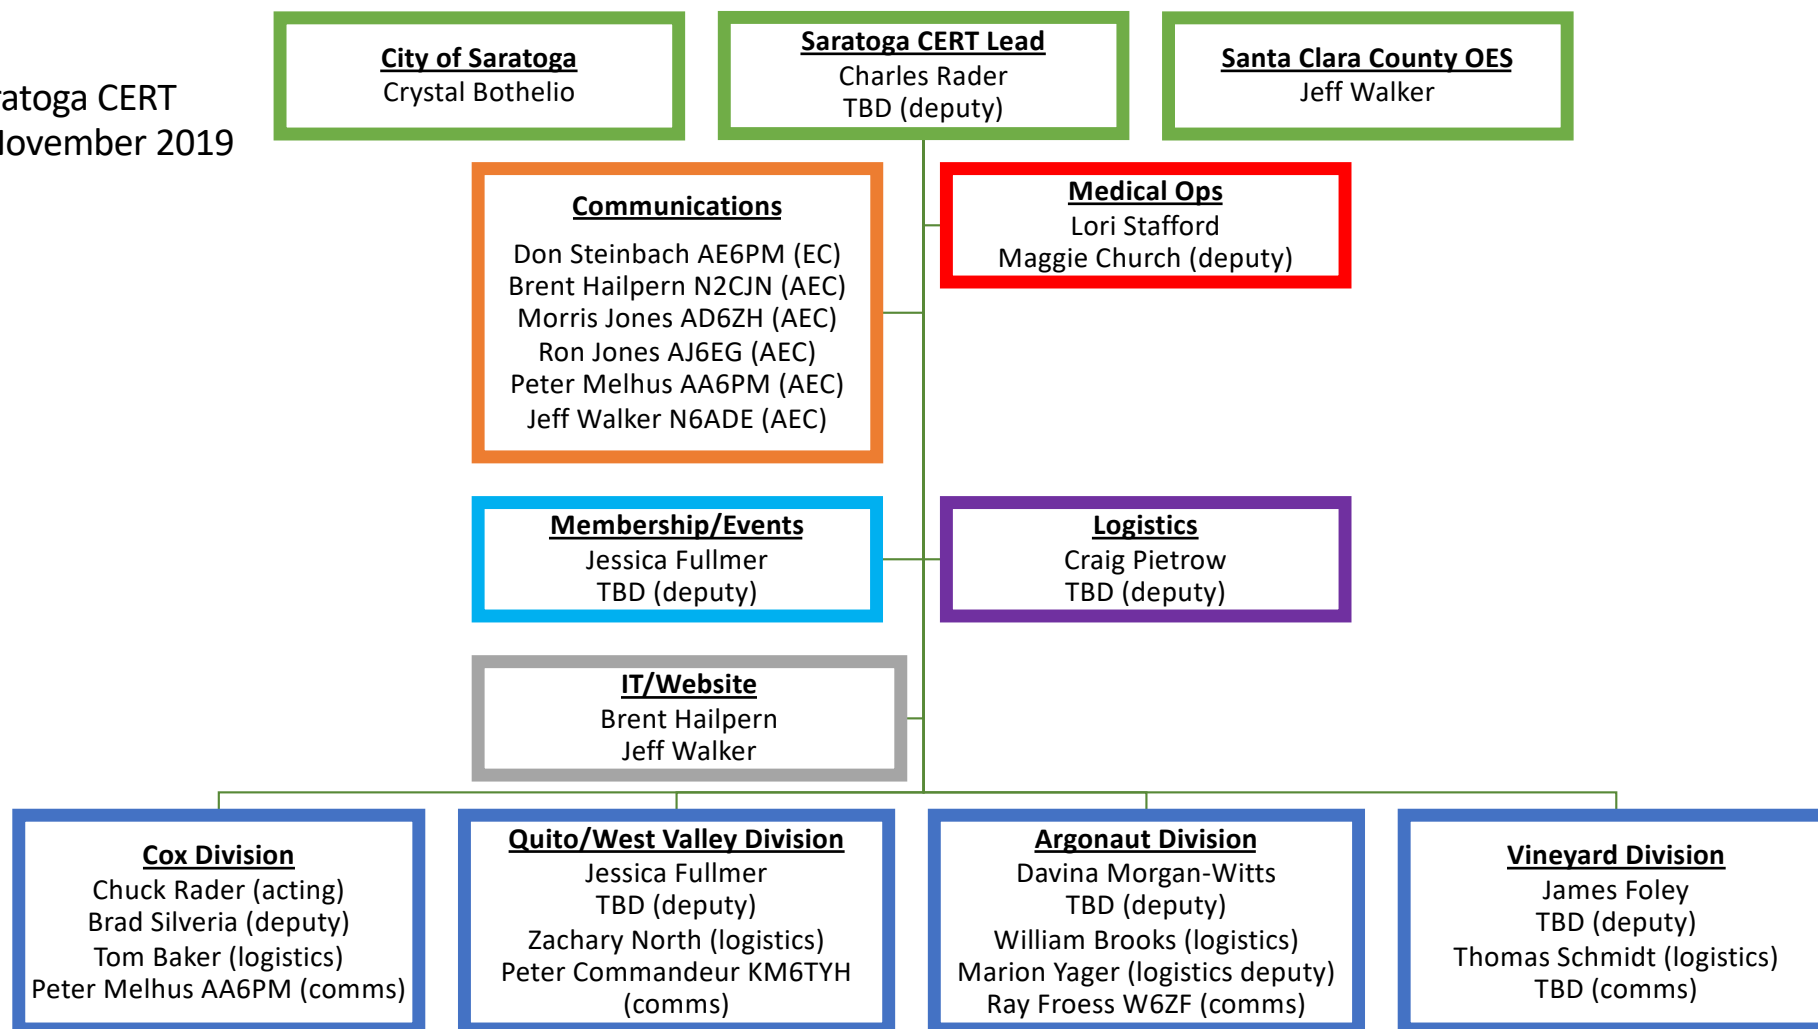 ratoga CERT
November 2019
City of Saratoga
Crystal Bothelio
Saratoga CERT Lead
Charles Rader
TBD (deputy)
Santa Clara County OES
Jeff Walker
Communications
Don Steinbach AE6PM (EC)
Brent Hailpern N2CJN (AEC)
Morris Jones AD6ZH (AEC)
Ron Jones AJ6EG (AEC)
Peter Melhus AA6PM (AEC)
Jeff Walker N6ADE (AEC)
Medical Ops
Lori Stafford
Maggie Church (deputy)
Membership/Events
Jessica Fullmer
TBD (deputy)
Logistics
Craig Pietrow
TBD (deputy)
IT/Website
Brent Hailpern
Jeff Walker
Cox Division
Chuck Rader (acting)
Brad Silveria (deputy)
Tom Baker (logistics)
Peter Melhus AA6PM (comms)
Quito/West Valley Division
Jessica Fullmer
TBD (deputy)
Zachary North (logistics)
Peter Commandeur KM6TYH
(comms)
Argonaut Division
Davina Morgan-Witts
TBD (deputy)
William Brooks (logistics)
Marion Yager (logistics deputy)
Ray Froess W6ZF (comms)
Vineyard Division
James Foley
TBD (deputy)
Thomas Schmidt (logistics)
TBD (comms)